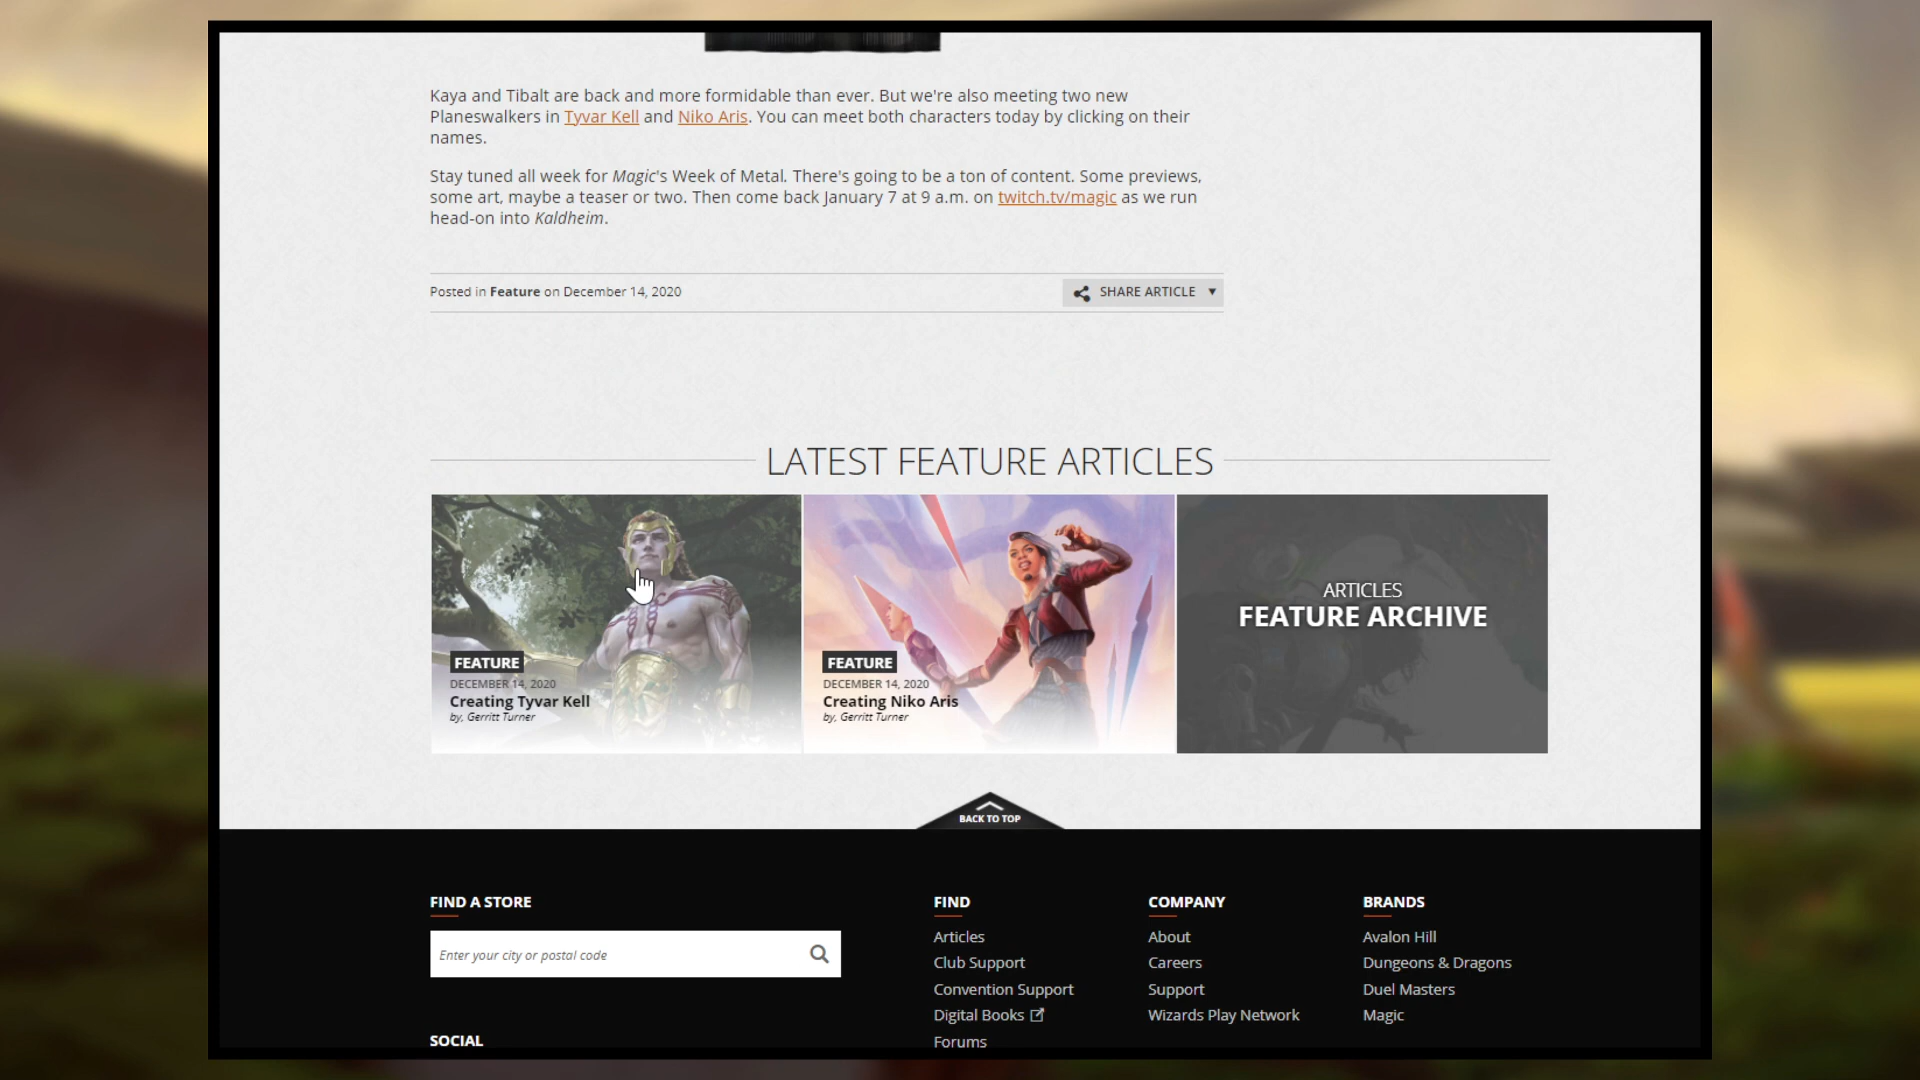 Kaya and Tibalt are back and more formidable than ever. But we're also meeting two new
Planeswalkers in Tyvar Kell and Niko Aris. You can meet both characters today by clicking on their
names.
Stay tuned all week for Magic's Week of Metal. There's going to be a ton of content. Some previews,
some art, maybe a teaser or two. Then come back January 7 at 9 a.m. on twitch.tv/magic as we run
head-on into Kaldheim.
Posted in Feature on December 14, 2020
SHARE ARTICLE
LATEST FEATURE ARTICLES
FEATURE
DECEMBER 14, 2020
Creating Tyvar Kell
by, Gerritt Turner
FEATURE
DECEMBER 14, 2020
Creating Niko Aris
by, Gerritt Turner
ARTICLES
FEATURE ARCHIVE
BACK TO TOP
FIND A STORE
Enter your city or postal code
SOCIAL
FIND
Articles
Club Support
Convention Support
Digital Books
Forums
COMPANY
About
Careers
Support
Wizards Play Network
BRANDS
Avalon Hill
Dungeons & Dragons
Duel Masters
Magic